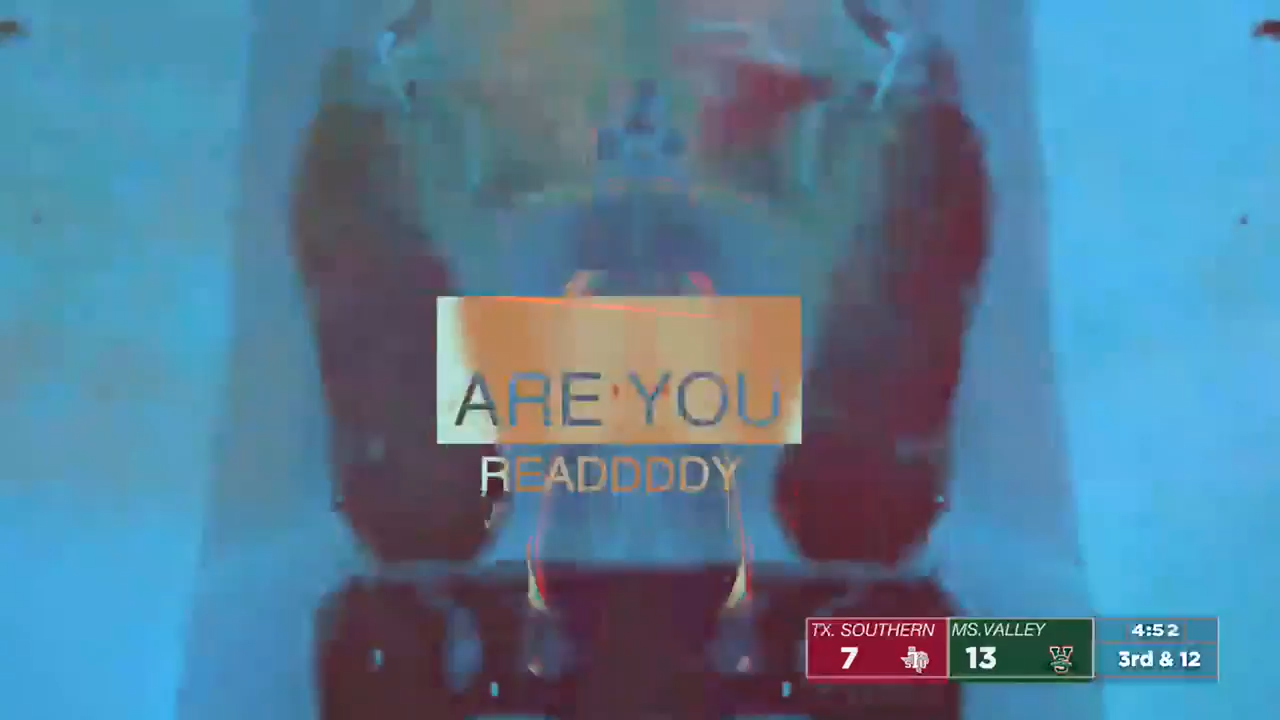 ARE YOU
READDDDY
TX. SOUTHERN
7
MS.VALLEY
13
4:52
3rd & 12